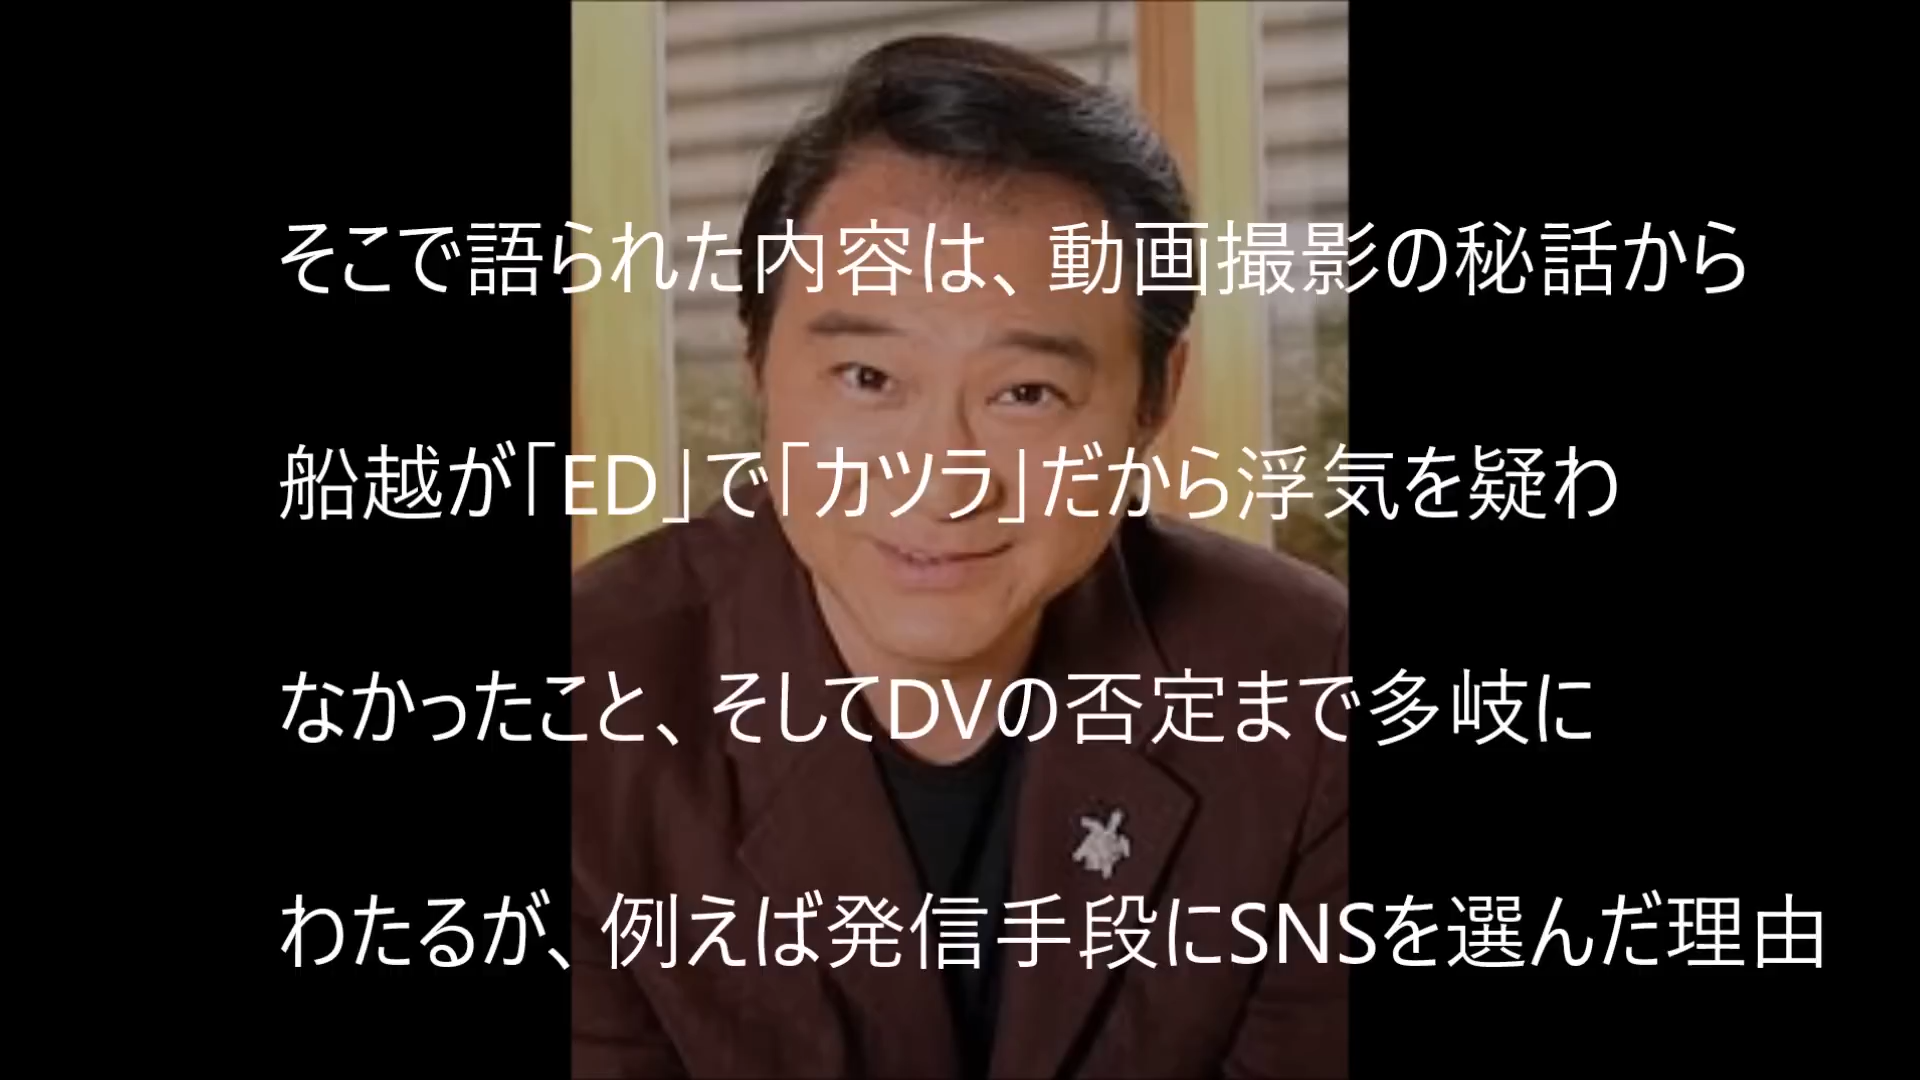 そこで語られた内容は、動画撮影の秘話から
船越が「ED」で「カツラ」だから浮気を疑わ
なかったこと、そしてDVの否定まで多岐に
わたるが、例えば発信手段にSNSを選んだ理由